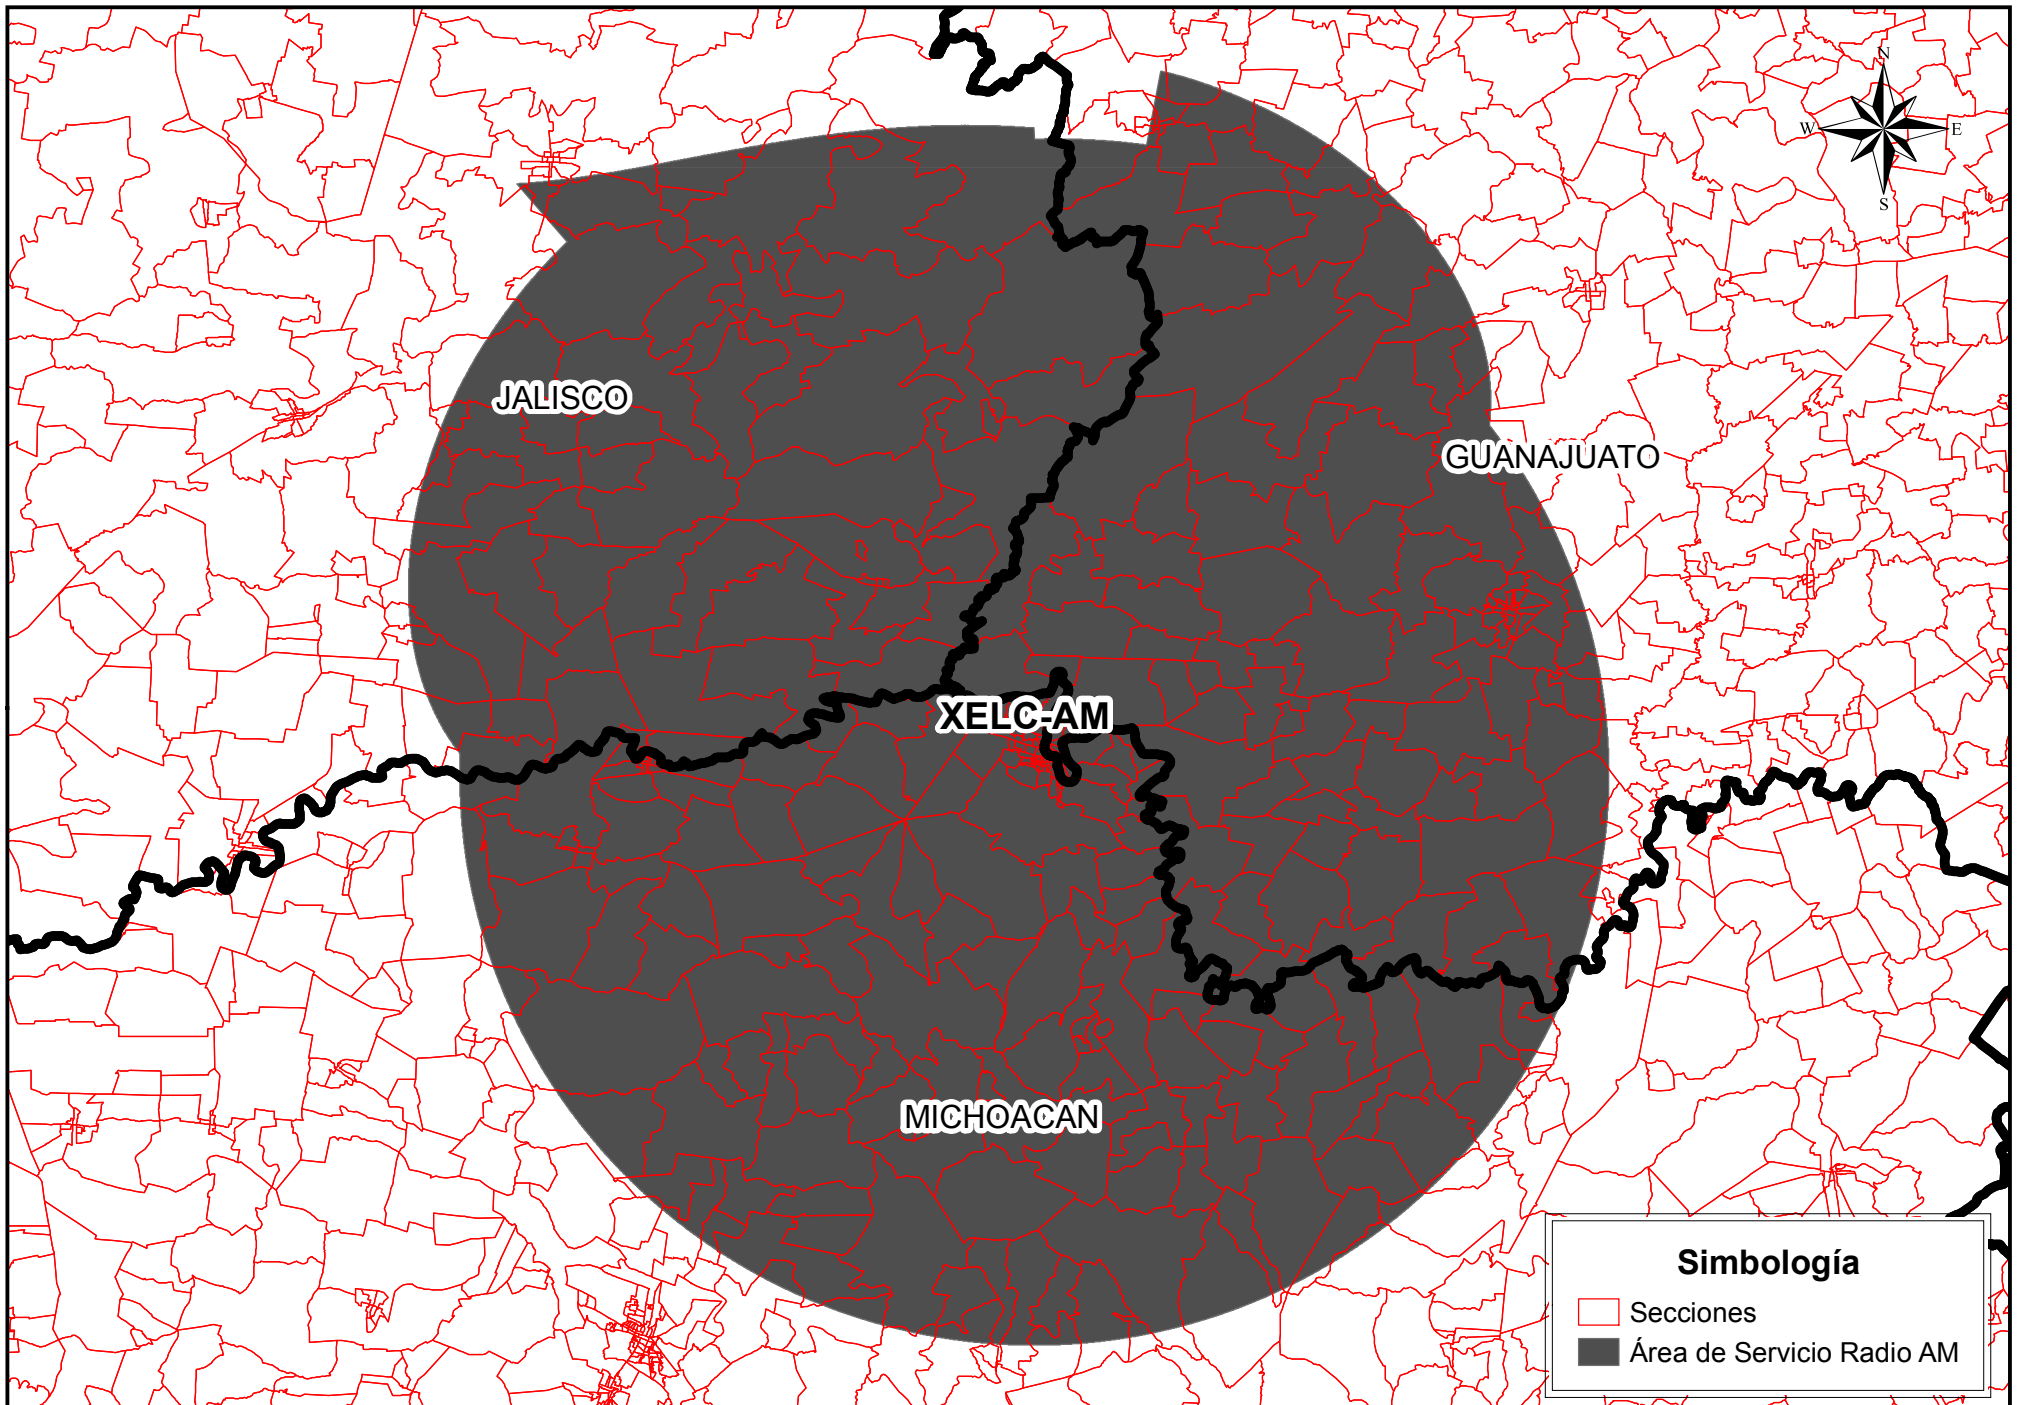 N
W E
S
JALISCO
GUANAJUATO
XELC-AM
MICHOACAN
Simbología
Secciones
Área de Servicio Radio AM